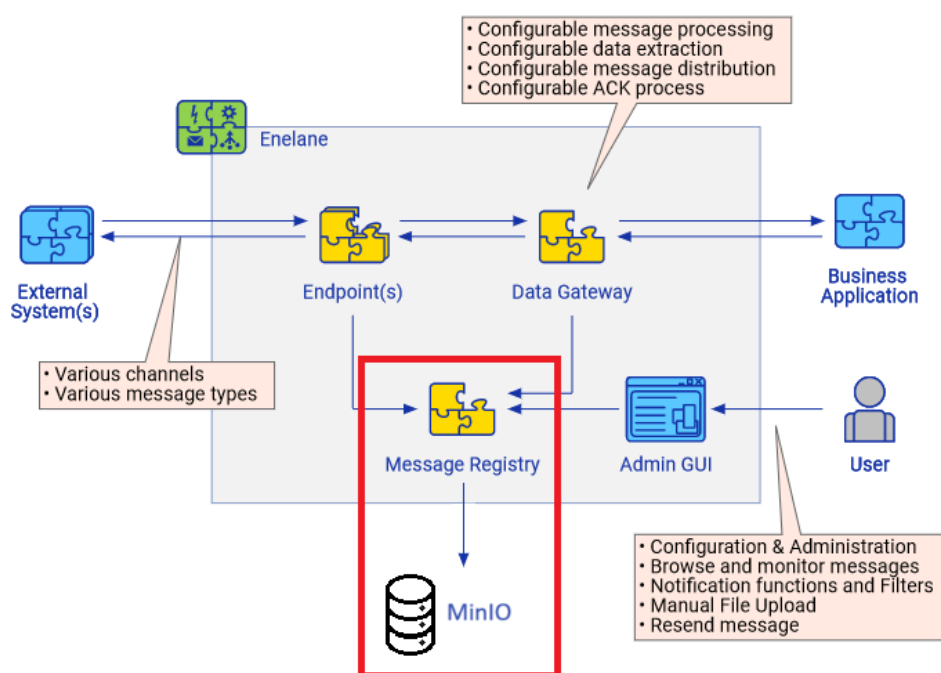 • Configurable message processing
• Configurable data extraction
• Configurable message distribution
• Configurable ACK process
Enelane
External
System(s)
Endpoint(s)
Data Gateway
Business
Application
• Various channels
• Various message types
Message Registry
Admin GUI
User
• Configuration & Administration
• Browse and monitor messages
• Notification functions and Filters
• Manual File Upload
• Resend message
MinIO